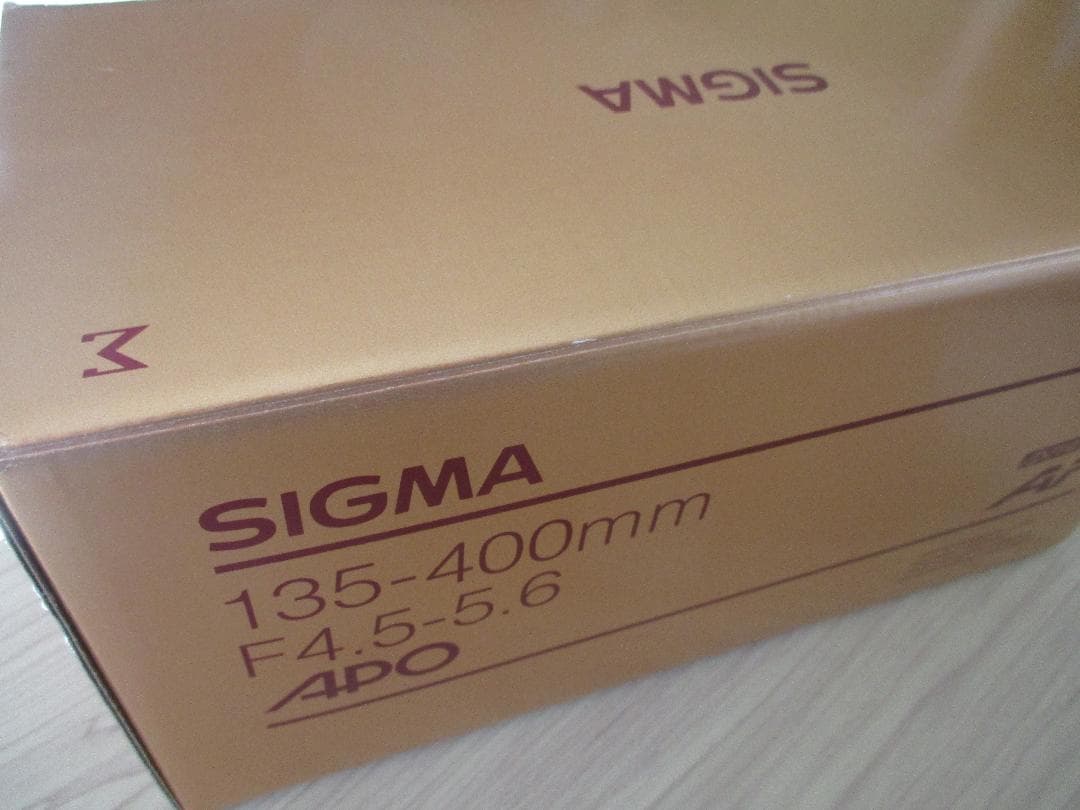 SIGMA
Σ
SIGMA
135-400mm
F4.5-5.6
APO